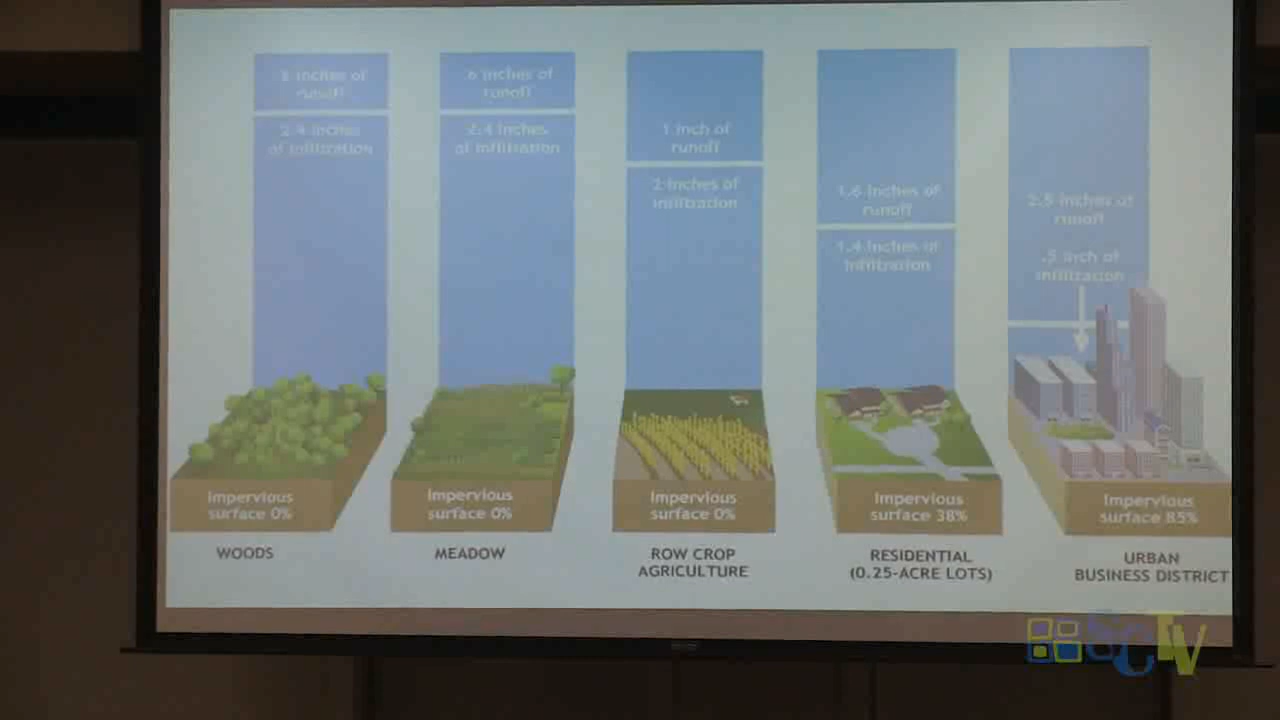 inches of
runoff
2.4 inches
of infiltration
Impervious
surface 0%
WOODS
.6 inches of
runoff
2.4 inches
of infiltration
Impervious
surface 0%
MEADOW
1 inch of
runoff
2 inches of
infiltration
Impervious
surface 0%
ROW CROP
AGRICULTURE
1.6 inches of
runoff
1.4 inches of
infiltration
Impervious
surface 38%
RESIDENTIAL
(0.25-ACRE LOTS)
2.5 inches of
runoff
.5 inch of
infiltration
Impervious
surface 85%
URBAN
BUSINESS DISTRICT
SCTV